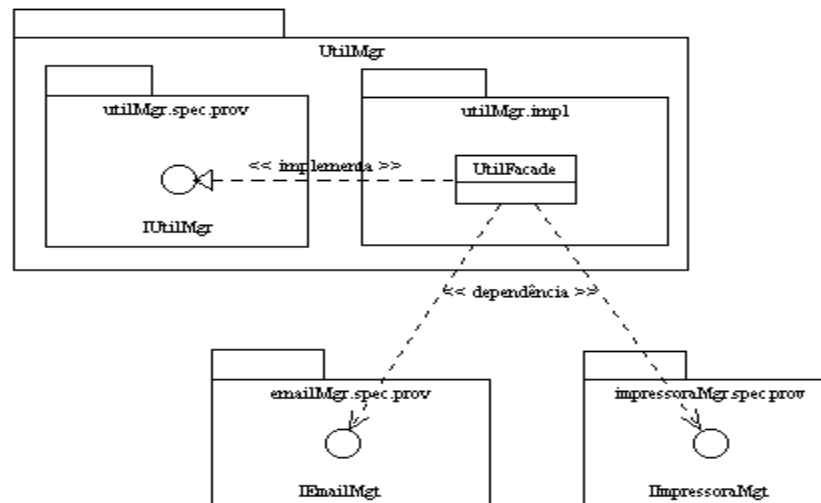 UtilMgr
utilMgr.spec.prov
utilMgr.impl
<< implementa >>
UtilFacade
IUtilMgr
<< dependência >>
emailMgr.spec.prov
impressoraMgr.spec.prov
IEmailMgt
IImpressoraMgt